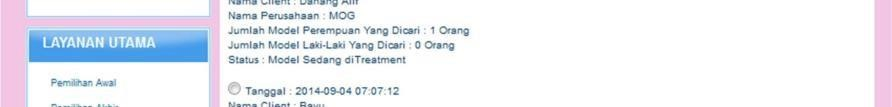 Nama Client : Danang Alif
Nama Perusahaan : MOG
Jumlah Model Perempuan Yang Dicari : 1 Orang
Jumlah Model Laki-Laki Yang Dicari : 0 Orang
Status : Model Sedang diTreatment
Tanggal : 2014-09-04 07:07:12
Nama Client : Bayu
LAYANAN UTAMA
Pemilihan Awal
Pemilihan Akhir